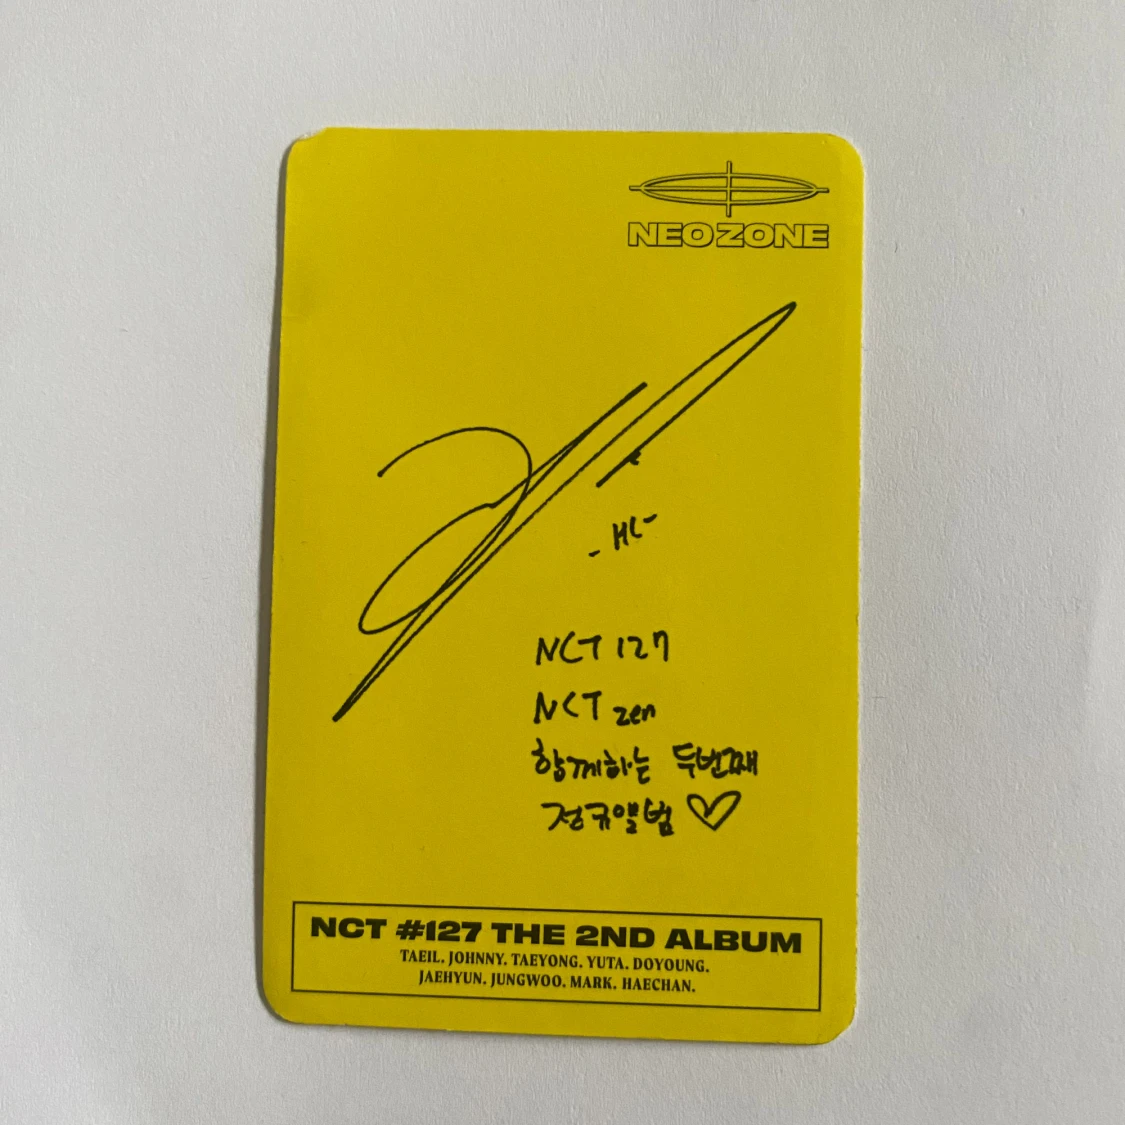 NEO ZONE
- HC -
NCT 127
NCT zen
함께하는 두번째
정규앨범 ♡
NCT #127 THE 2ND ALBUM
TAEIL. JOHNNY. TAEYONG. YUTA. DOYOUNG.
JAEHYUN. JUNGWOO. MARK. HAECHAN.